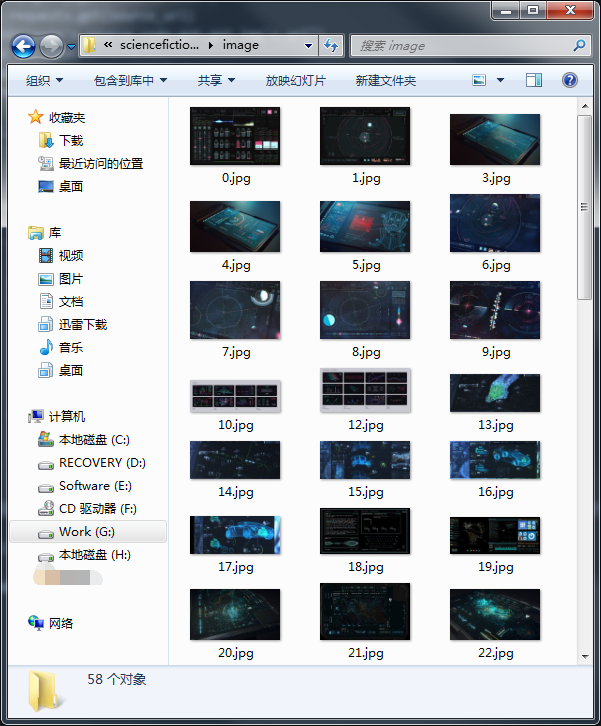 « sciencefictio... ▸ image
搜索 image
组织 包含到库中 共享 放映幻灯片 新建文件夹
收藏夹
下载
最近访问的位置
桌面
库
视频
图片
文档
迅雷下载
音乐
桌面
计算机
本地磁盘 (C:)
RECOVERY (D:)
Software (E:)
CD 驱动器 (F:)
Work (G:)
本地磁盘 (H:)
网络
0.jpg 1.jpg 3.jpg
4.jpg 5.jpg 6.jpg
7.jpg 8.jpg 9.jpg
10.jpg 12.jpg 13.jpg
14.jpg 15.jpg 16.jpg
17.jpg 18.jpg 19.jpg
20.jpg 21.jpg 22.jpg
58 个对象